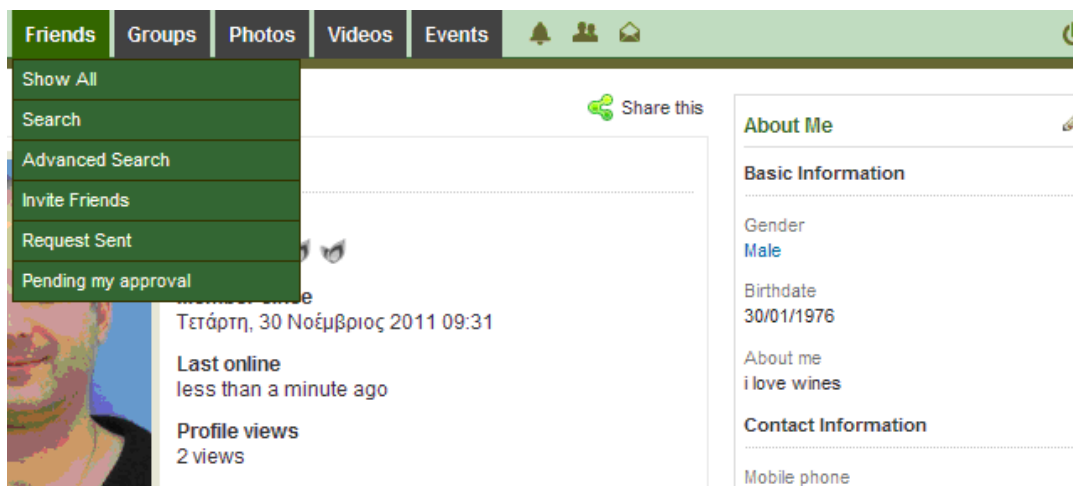 Friends Groups Photos Videos Events
Show All
Search
Advanced Search
Invite Friends
Request Sent
Pending my approval
Share this
Member since
Τετάρτη, 30 Νοέμβριος 2011 09:31
Last online
less than a minute ago
Profile views
2 views
About Me
Basic Information
Gender
Male
Birthdate
30/01/1976
About me
i love wines
Contact Information
Mobile phone